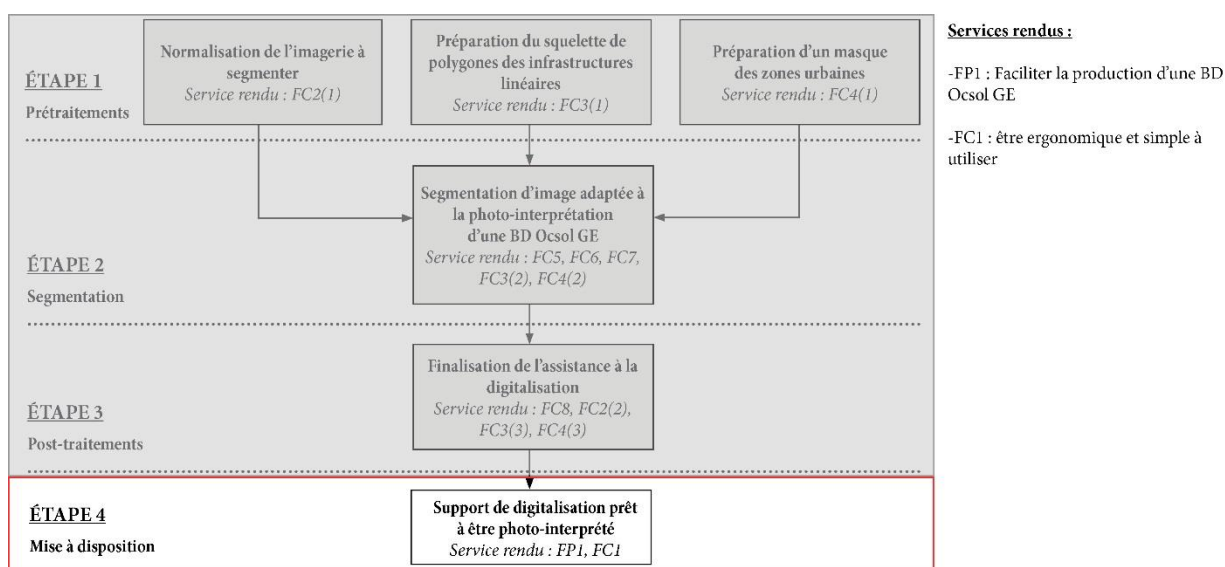 ÉTAPE 1
Prétraitements
Normalisation de l'imagerie à
segmenter
Service rendu : FC2(1)
Préparation du squelette de
polygones des infrastructures
linéaires
Service rendu : FC3(1)
Préparation d'un masque
des zones urbaines
Service rendu : FC4(1)
ÉTAPE 2
Segmentation
Segmentation d'image adaptée à
la photo-interprétation
d'une BD Ocsol GE
Service rendu : FC5, FC6, FC7,
FC3(2), FC4(2)
ÉTAPE 3
Post-traitements
Finalisation de l'assistance à la
digitalisation
Service rendu : FC8, FC2(2),
FC3(3), FC4(3)
ÉTAPE 4
Mise à disposition
Support de digitalisation prêt
à être photo-interprété
Service rendu : FP1, FC1
Services rendus :
-FP1 : Faciliter la production d'une BD
Ocsol GE
-FC1 : être ergonomique et simple à
utiliser